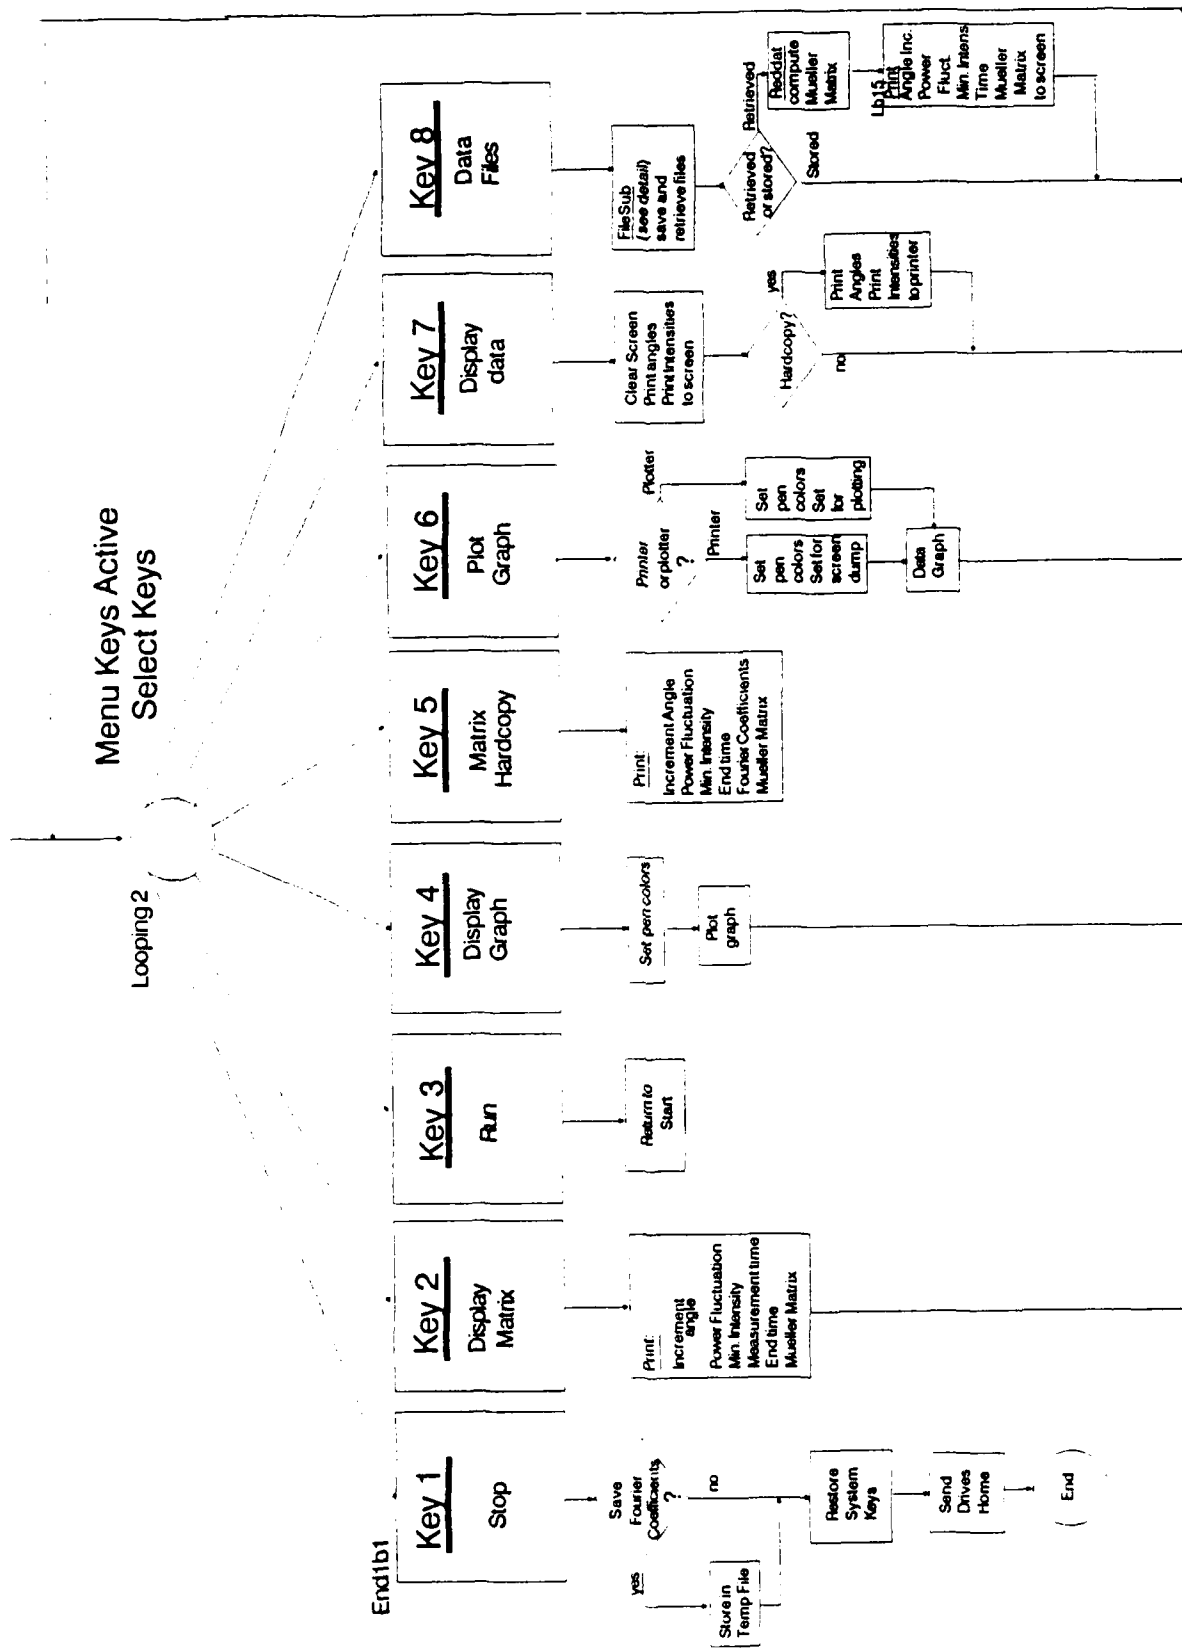 Menu Keys Active
Select Keys
Looping 2
End1b1
Key 1
Stop
Save
Fourier
Coefficients
?
yes
no
Store in
Temp File
Restore
System
Keys
Send
Drives
Home
End
Key 2
Display
Matrix
Print:
Increment
angle
Power Fluctuation
Min. Intensity
Measurement time
End time
Mueller Matrix
Key 3
Run
Return to
Start
Key 4
Display
Graph
Set pen colors
Plot
graph
Key 5
Matrix
Hardcopy
Print:
Increment Angle
Power Fluctuation
Min. Intensity
End time
Fourier Coefficients
Mueller Matrix
Key 6
Plot
Graph
Printer
or plotter
?
Plotter
Printer
Set
pen
colors Set for
screen
dump
Set
pen
colors Set
for
plotting
Data
Graph
Key 7
Display
data
Clear Screen
Print angles
Print Intensities
to screen
Hardcopy?
yes
no
Print
Angles
Print
Intensities
to printer
Key 8
Data
Files
FileSub
(see detail)
save and
retrieve files
Retrieved
or stored?
Retrieved
Stored
Reddat
compute
Mueller
Matrix
Lb15
Print
Angle Inc.
Power
Fluct.
Min. Intens
Time
Mueller
Matrix
to screen